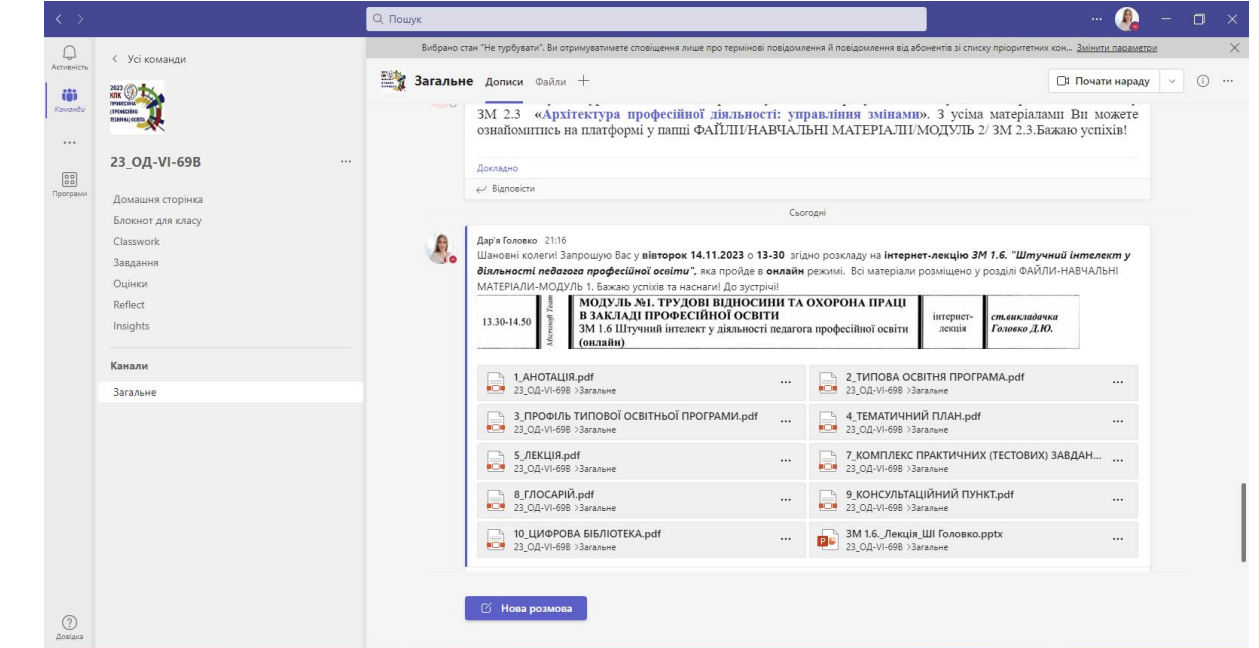 Пошук
Вибрано стан "Не турбувати". Ви отримуватимете сповіщення лише про термінові повідомлення й повідомлення від абонентів зі списку пріоритетних кон... Змінити параметри
Активність
Команди
Програми
Довідка
Усі команди
2023
КПК
23_ОД-VI-69В
Домашня сторінка
Блокнот для класу
Classwork
Завдання
Оцінки
Reflect
Insights
Канали
Загальне
Загальне Дописи Файли
Почати нараду
ЗМ 2.3 «Архітектура професійної діяльності: управління змінами». З усіма матеріалами Ви можете
ознайомитись на платформі у папці ФАЙЛИ/НАВЧАЛЬНІ МАТЕРІАЛИ/МОДУЛЬ 2/ ЗМ 2.3.Бажаю успіхів!
Докладно
Відповісти
Сьогодні
Дар'я Головко 21:16
Шановні колеги! Запрошую Вас у вівторок 14.11.2023 о 13-30 згідно розкладу на інтернет-лекцію ЗМ 1.6. "Штучний інтелект у
діяльності педагога професійної освіти", яка пройде в онлайн режимі. Всі матеріали розміщено у розділі ФАЙЛИ-НАВЧАЛЬНІ
МАТЕРІАЛИ-МОДУЛЬ 1. Бажаю успіхів та наснаги! До зустрічі!
13.30-14.50
Microsoft Team
МОДУЛЬ №1. ТРУДОВІ ВІДНОСИНИ ТА ОХОРОНА ПРАЦІ
В ЗАКЛАДІ ПРОФЕСІЙНОЇ ОСВІТИ
ЗМ 1.6 Штучний інтелект у діяльності педагога професійної освіти
(онлайн)
інтернет-
лекція
ст.викладачка
Головко Д.Ю.
1_АНОТАЦІЯ.pdf
23_ОД-VI-69В >Загальне
2_ТИПОВА ОСВІТНЯ ПРОГРАМА.pdf
23_ОД-VI-69В >Загальне
3_ПРОФІЛЬ ТИПОВОЇ ОСВІТНЬОЇ ПРОГРАМИ.pdf
23_ОД-VI-69В >Загальне
4_ТЕМАТИЧНИЙ ПЛАН.pdf
23_ОД-VI-69В >Загальне
5_ЛЕКЦІЯ.pdf
23_ОД-VI-69В >Загальне
7_КОМПЛЕКС ПРАКТИЧНИХ (ТЕСТОВИХ) ЗАВДАН...
23_ОД-VI-69В >Загальне
8_ГЛОСАРІЙ.pdf
23_ОД-VI-69В >Загальне
9_КОНСУЛЬТАЦІЙНИЙ ПУНКТ.pdf
23_ОД-VI-69В >Загальне
10_ЦИФРОВА БІБЛІОТЕКА.pdf
23_ОД-VI-69В >Загальне
ЗМ 1.6._Лекція_ШІ Головко.pptx
23_ОД-VI-69В >Загальне
Нова розмова